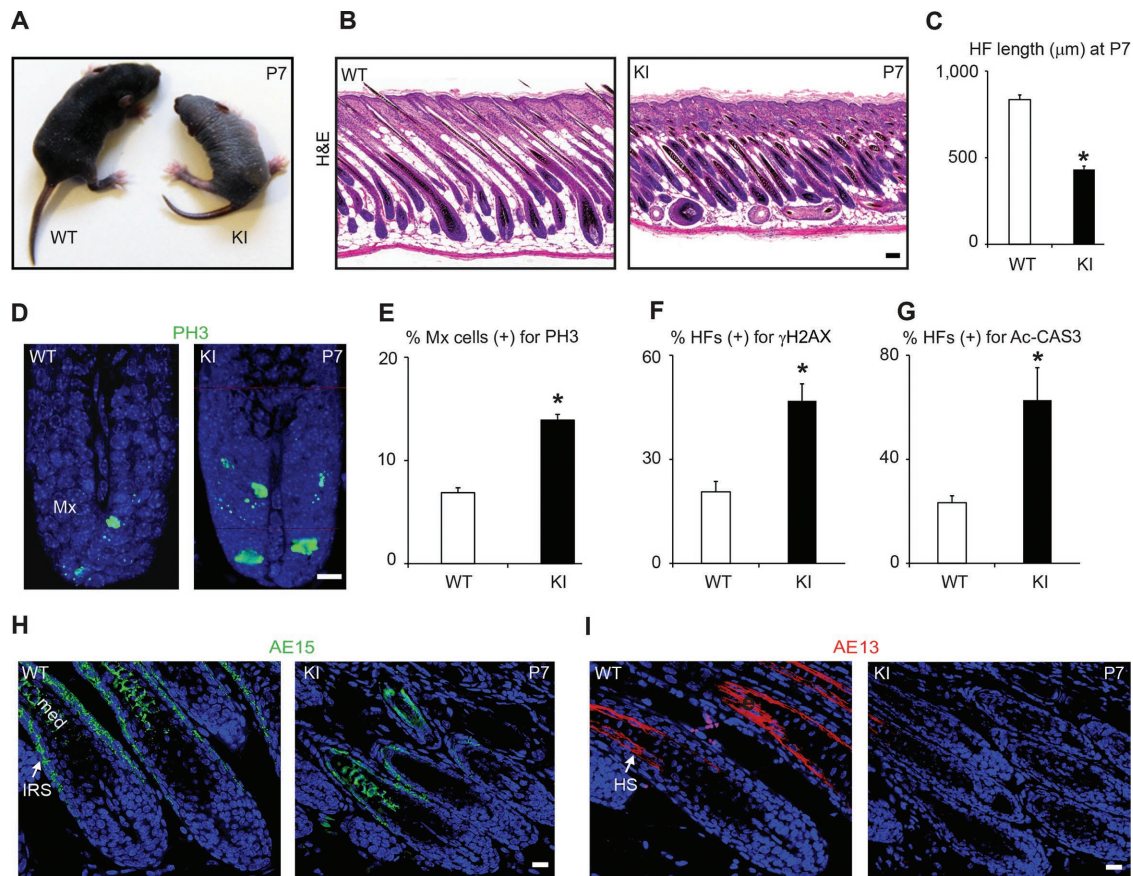 A
P7
WT
KI
B
H&E
WT
KI
P7
C
HF length (μm) at P7
1,000
500
0
*
WT
KI
D
PH3
WT
Mx
KI
P7
E
% Mx cells (+) for PH3
20
10
0
*
WT
KI
F
% HFs (+) for γH2AX
60
30
0
*
WT
KI
G
% HFs (+) for Ac-CAS3
80
40
0
*
WT
KI
H
AE15
WT
med
IRS
KI
P7
I
AE13
WT
HS
KI
P7